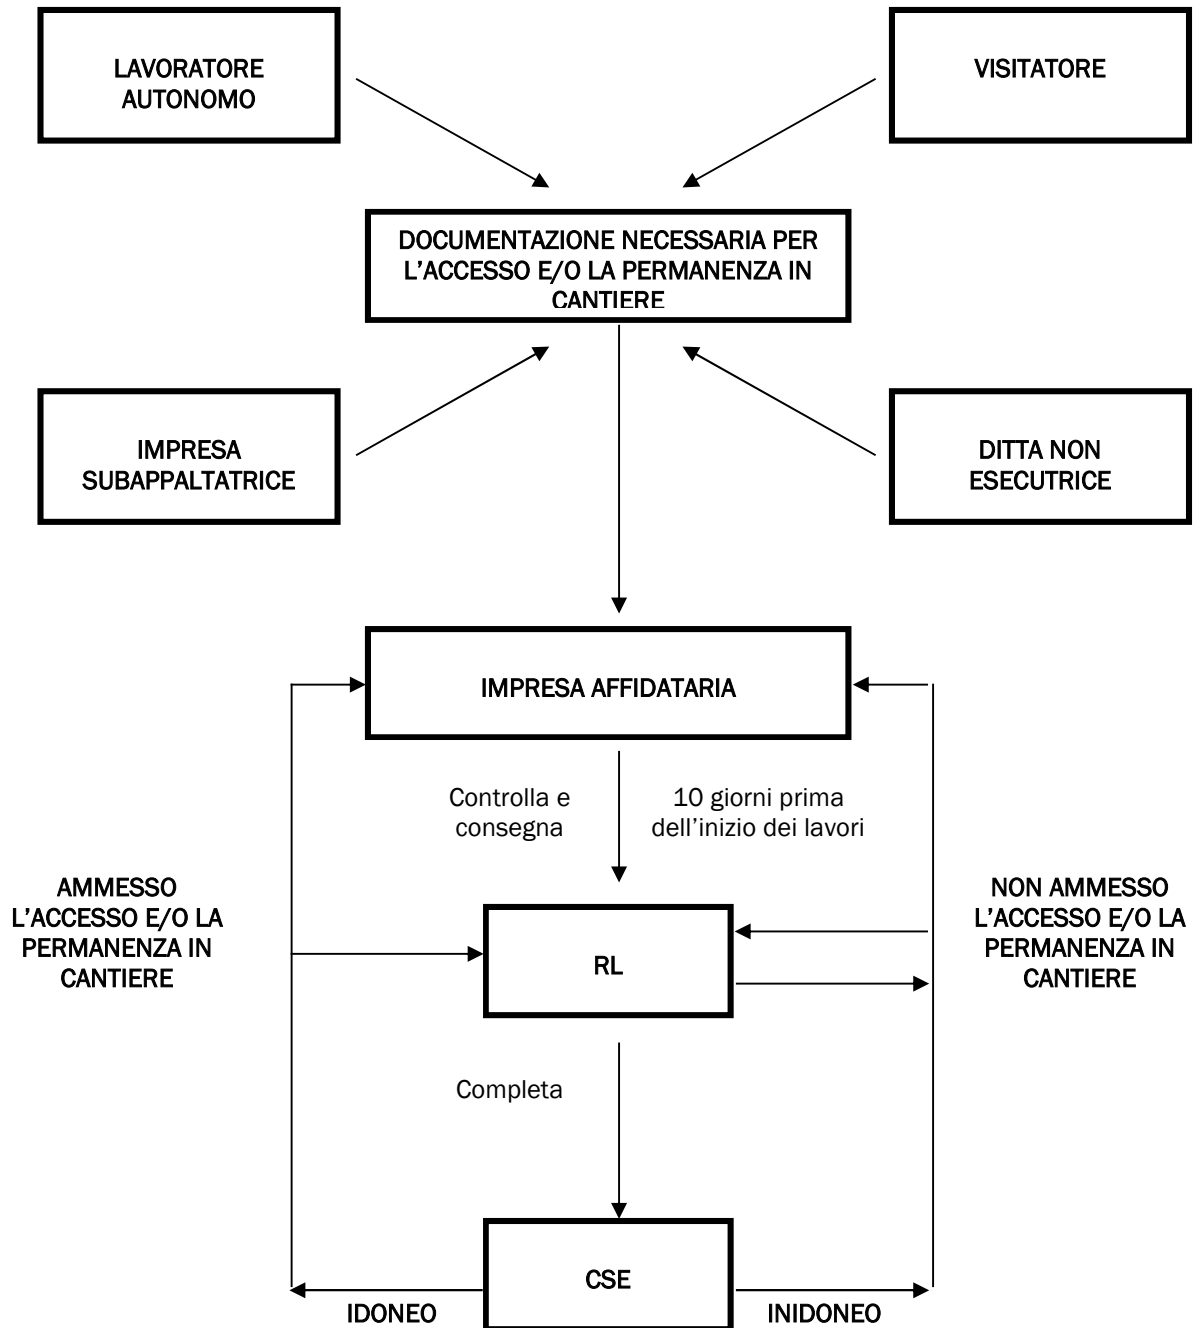 LAVORATORE
AUTONOMO
VISITATORE
DOCUMENTAZIONE NECESSARIA PER
L'ACCESSO E/O LA PERMANENZA IN
CANTIERE
IMPRESA
SUBAPPALTATRICE
DITTA NON
ESECUTRICE
IMPRESA AFFIDATARIA
Controlla e
consegna
10 giorni prima
dell'inizio dei lavori
AMMESSO
L'ACCESSO E/O LA
PERMANENZA IN
CANTIERE
RL
NON AMMESSO
L'ACCESSO E/O LA
PERMANENZA IN
CANTIERE
Completa
CSE
IDONEO
INIDONEO